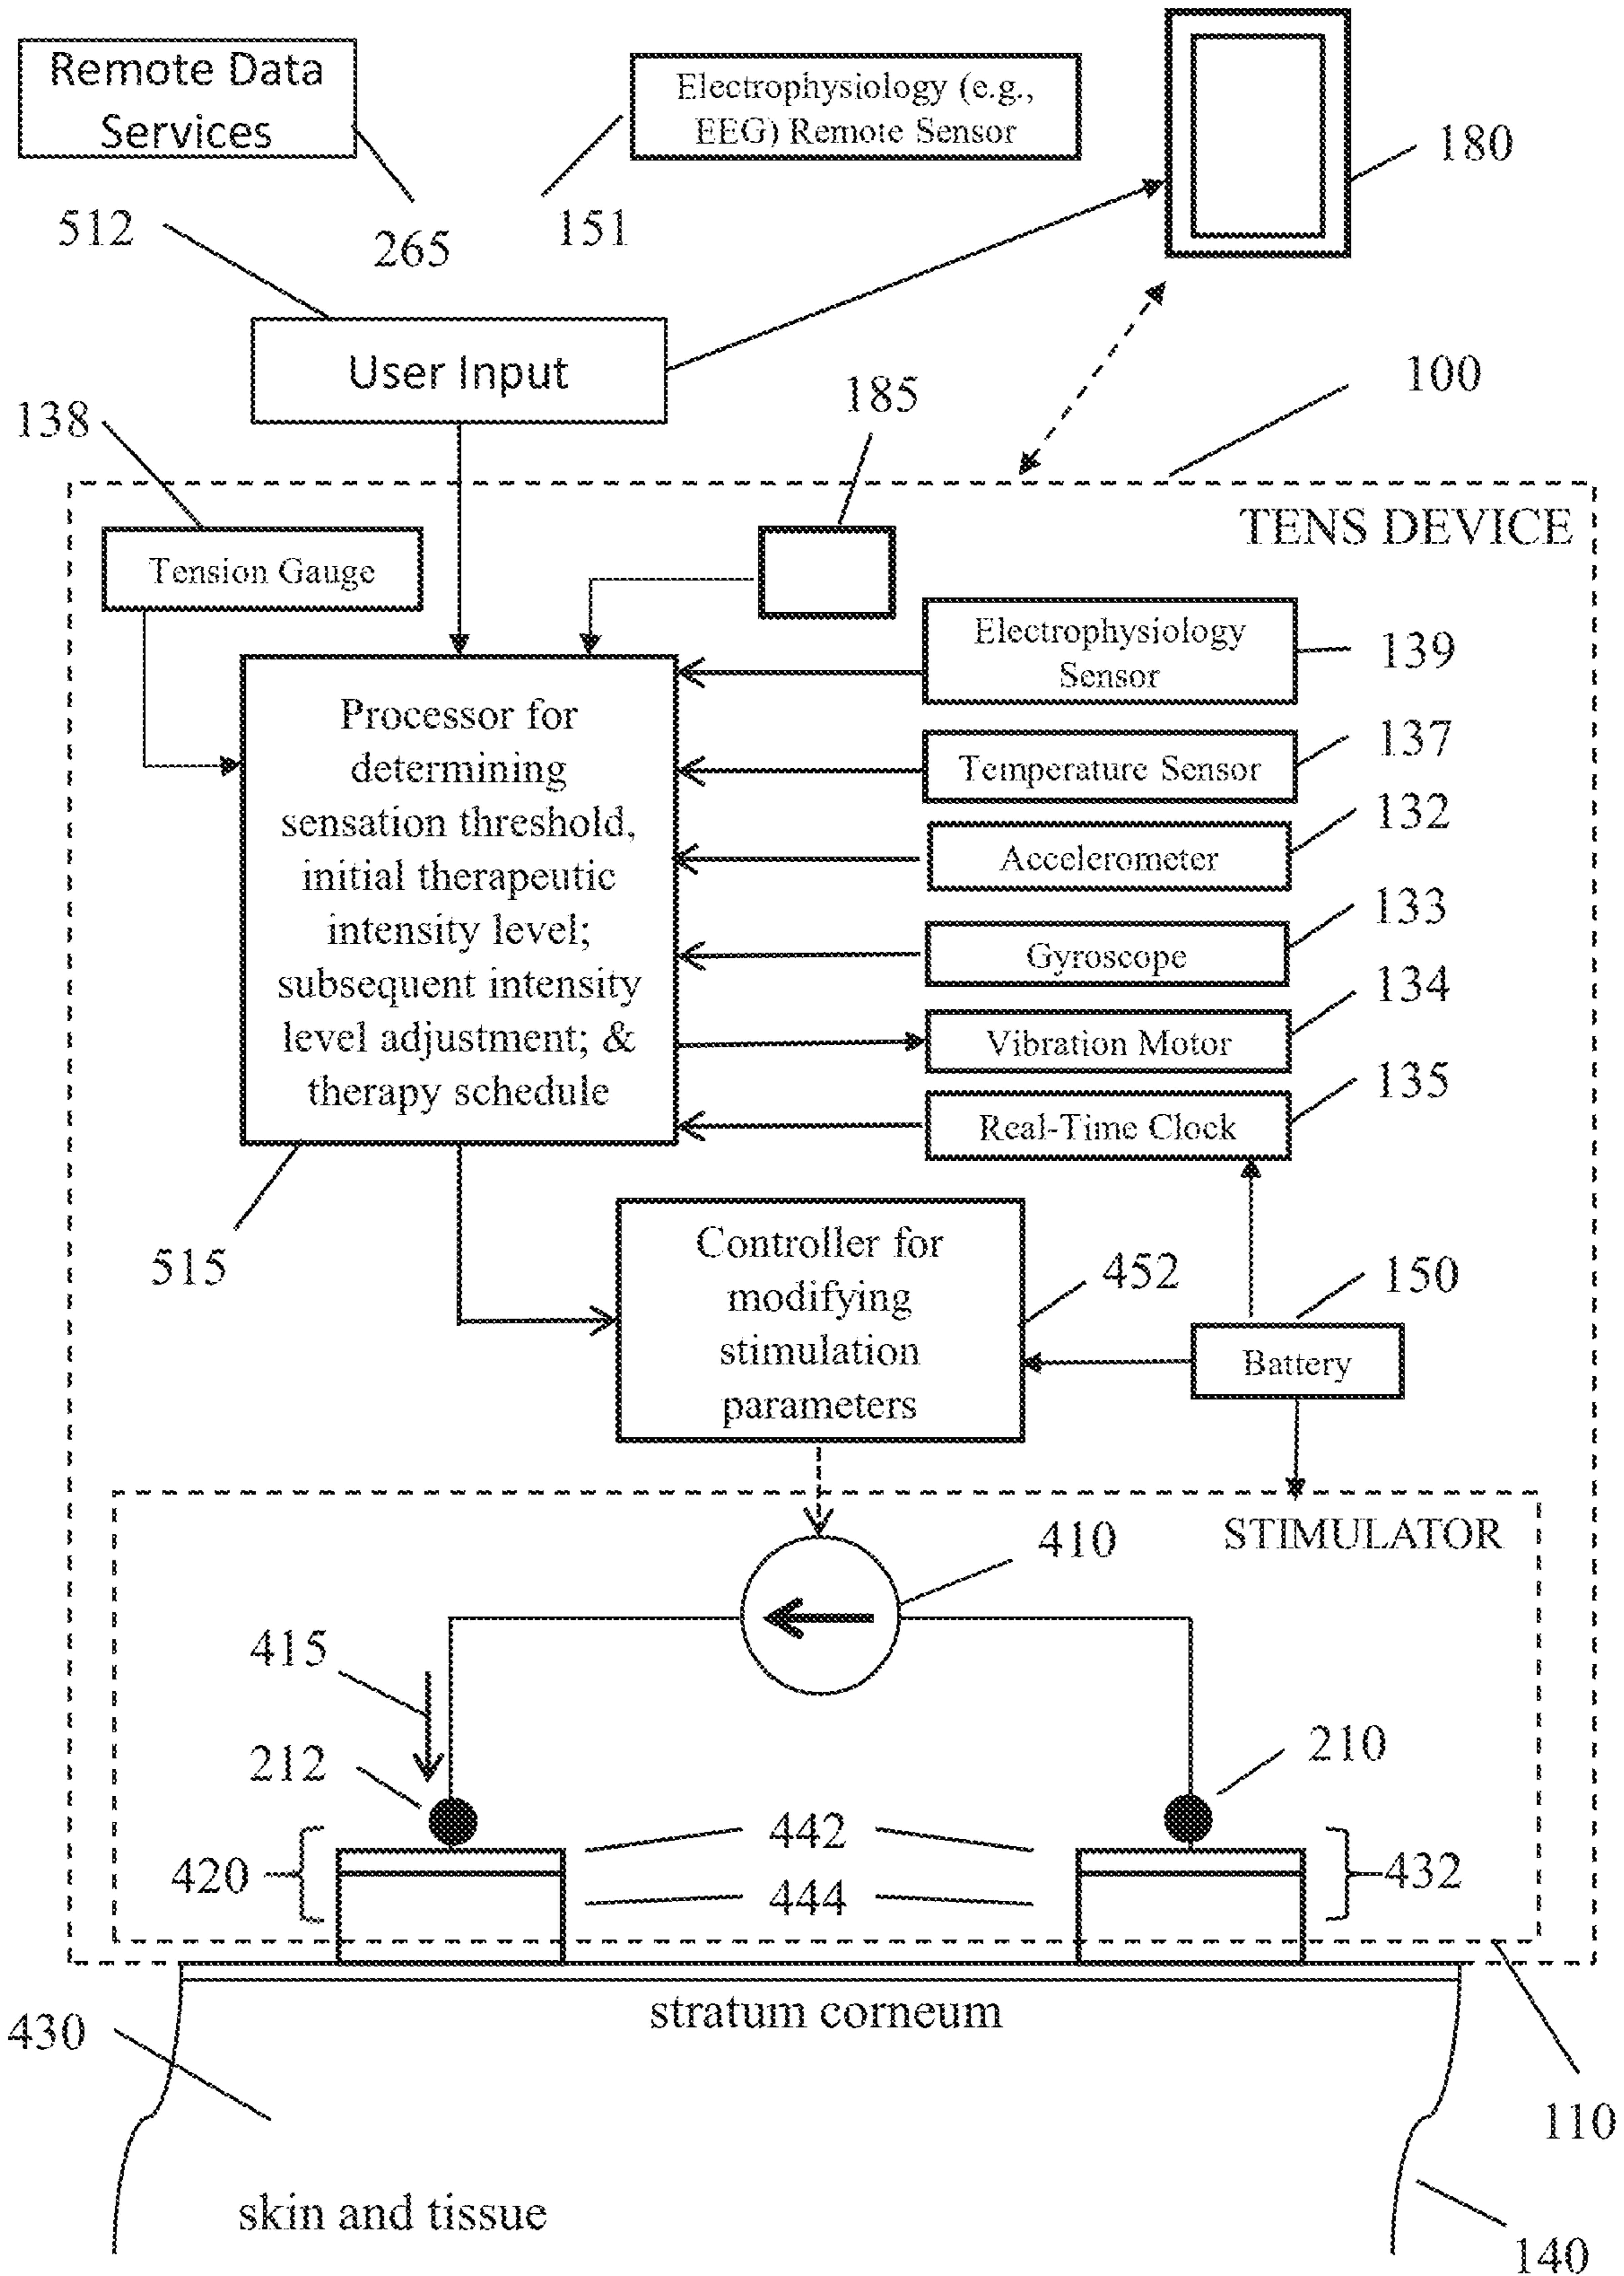 Remote Data
Services
Electrophysiology (e.g.,
EEG) Remote Sensor
180
512
265
151
User Input
100
185
138
TENS DEVICE
Tension Gauge
Electrophysiology
Sensor
139
Processor for
determining
sensation threshold,
initial therapeutic
intensity level;
subsequent intensity
level adjustment; &
therapy schedule
Temperature Sensor
137
Accelerometer
132
Gyroscope
133
Vibration Motor
134
Real-Time Clock
135
515
Controller for
modifying
stimulation
parameters
452
150
Battery
STIMULATOR
410
415
212
210
442
420
432
444
stratum corneum
430
110
skin and tissue
140